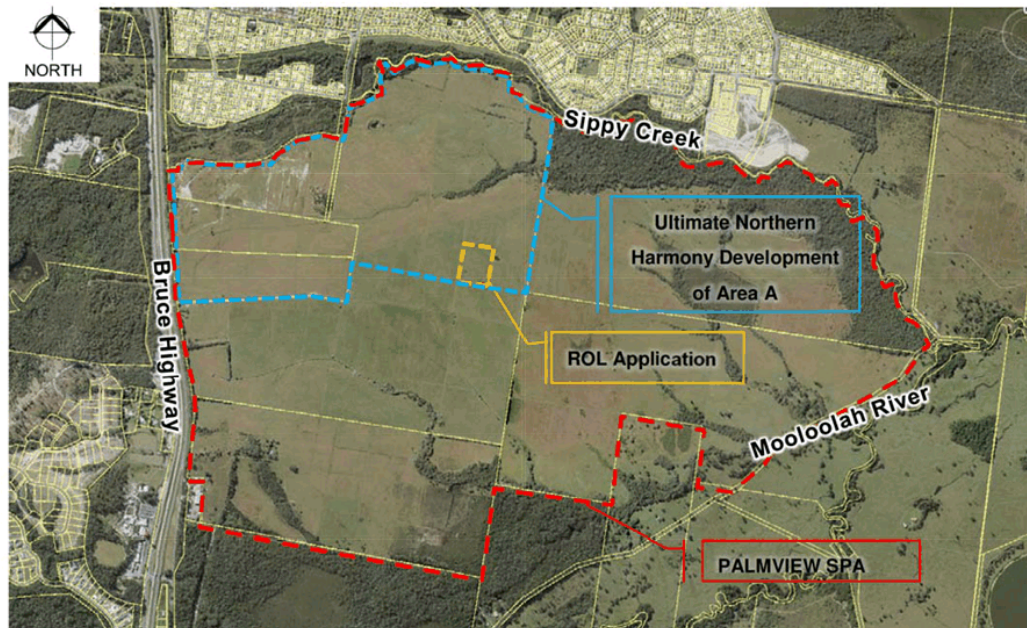 NORTH
Sippy Creek
Ultimate Northern
Harmony Development
of Area A
Bruce Highway
ROL Application
Mooloolah River
PALMVIEW SPA